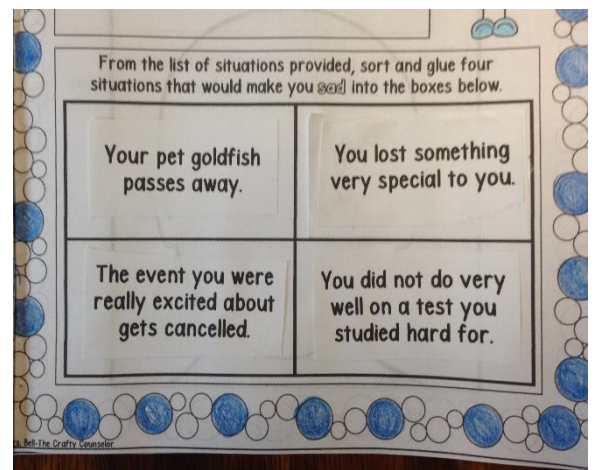 From the list of situations provided, sort and glue four
situations that would make you sad into the boxes below.
Your pet goldfish
passes away.
You lost something
very special to you.
The event you were
really excited about
gets cancelled.
You did not do very
well on a test you
studied hard for.
s. Bell-The Crafty Counselor